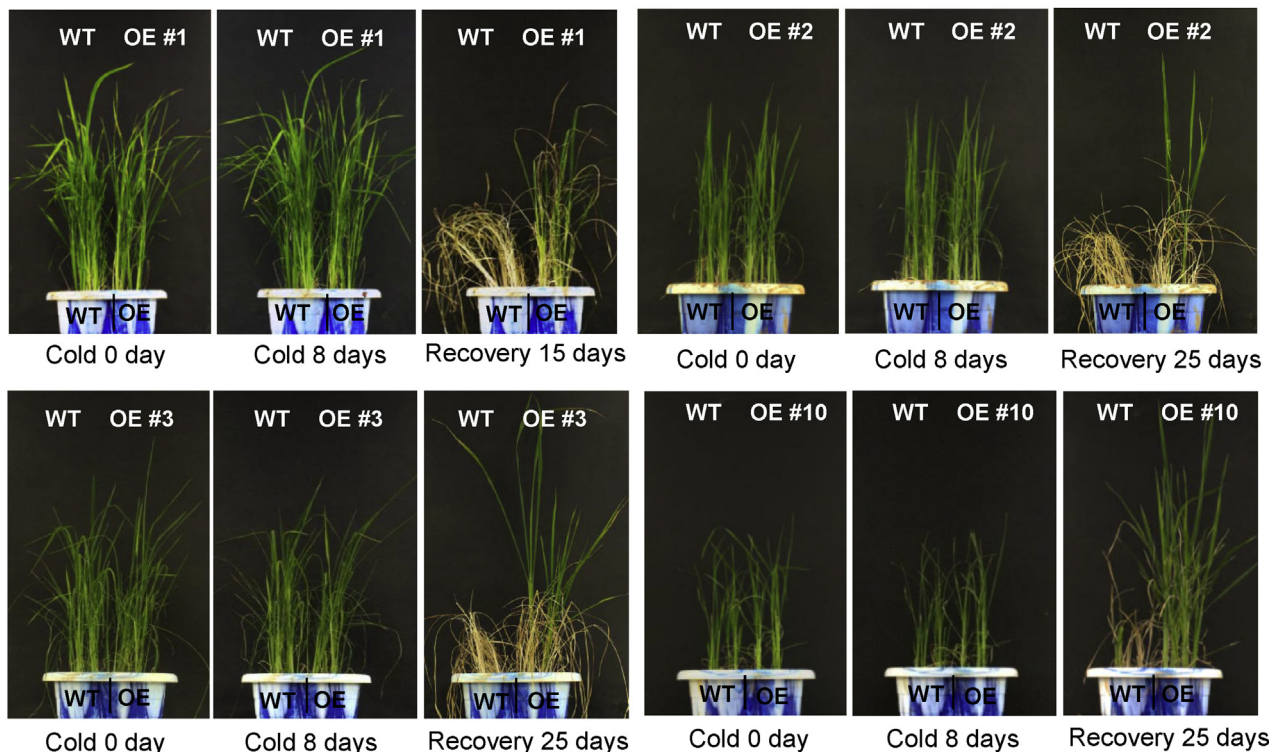 WT OE #1 WT OE #1 WT OE #1 WT OE #2 WT OE #2 WT OE #2
WT OE WT OE WT OE WT OE WT OE WT OE
Cold 0 day Cold 8 days Recovery 15 days Cold 0 day Cold 8 days Recovery 25 days
WT OE #3 WT OE #3 WT OE #3 WT OE #10 WT OE #10 WT OE #10
WT OE WT OE WT OE WT OE WT OE WT OE
Cold 0 day Cold 8 days Recovery 25 days Cold 0 day Cold 8 days Recovery 25 days